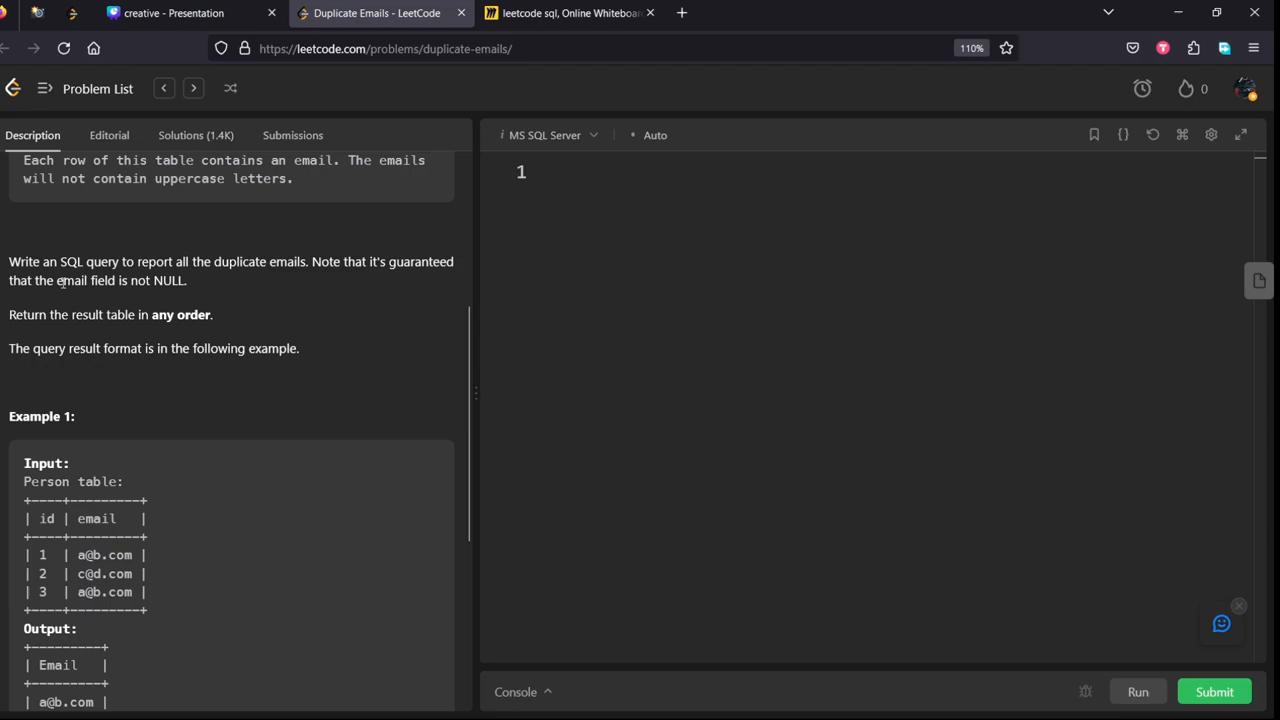 creative - Presentation
Duplicate Emails - LeetCode
leetcode sql, Online Whiteboar
https://leetcode.com/problems/duplicate-emails/
110%
Problem List
0
Description
Editorial
Solutions (1.4K)
Submissions
MS SQL Server
Auto
Each row of this table contains an email. The emails
will not contain uppercase letters.
1
Write an SQL query to report all the duplicate emails. Note that it's guaranteed
that the email field is not NULL.
Return the result table in any order.
The query result format is in the following example.
Example 1:
Input:
Person table:
+----+---------+
| id | email   |
+----+---------+
| 1  | a@b.com |
| 2  | c@d.com |
| 3  | a@b.com |
+----+---------+
Output:
+---------+
| Email   |
+---------+
| a@b.com |
Console
Run
Submit